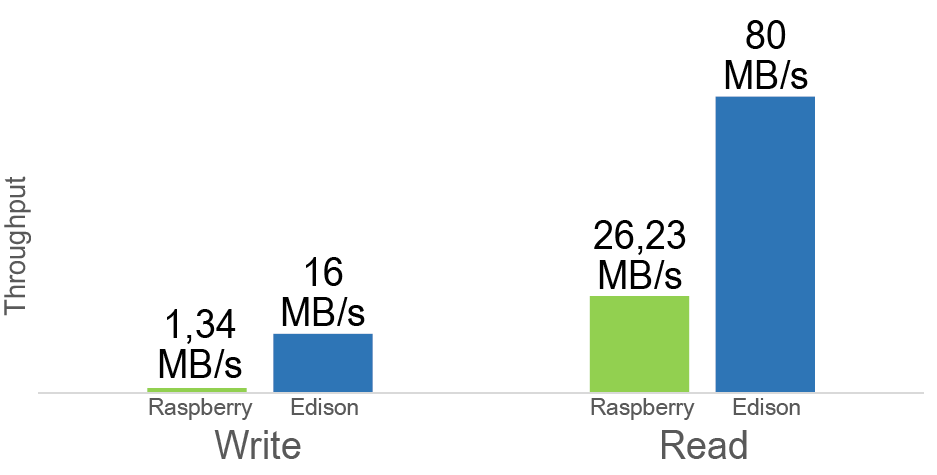 Throughput
1,34
MB/s
16
MB/s
26,23
MB/s
80
MB/s
Raspberry
Edison
Raspberry
Edison
Write
Read